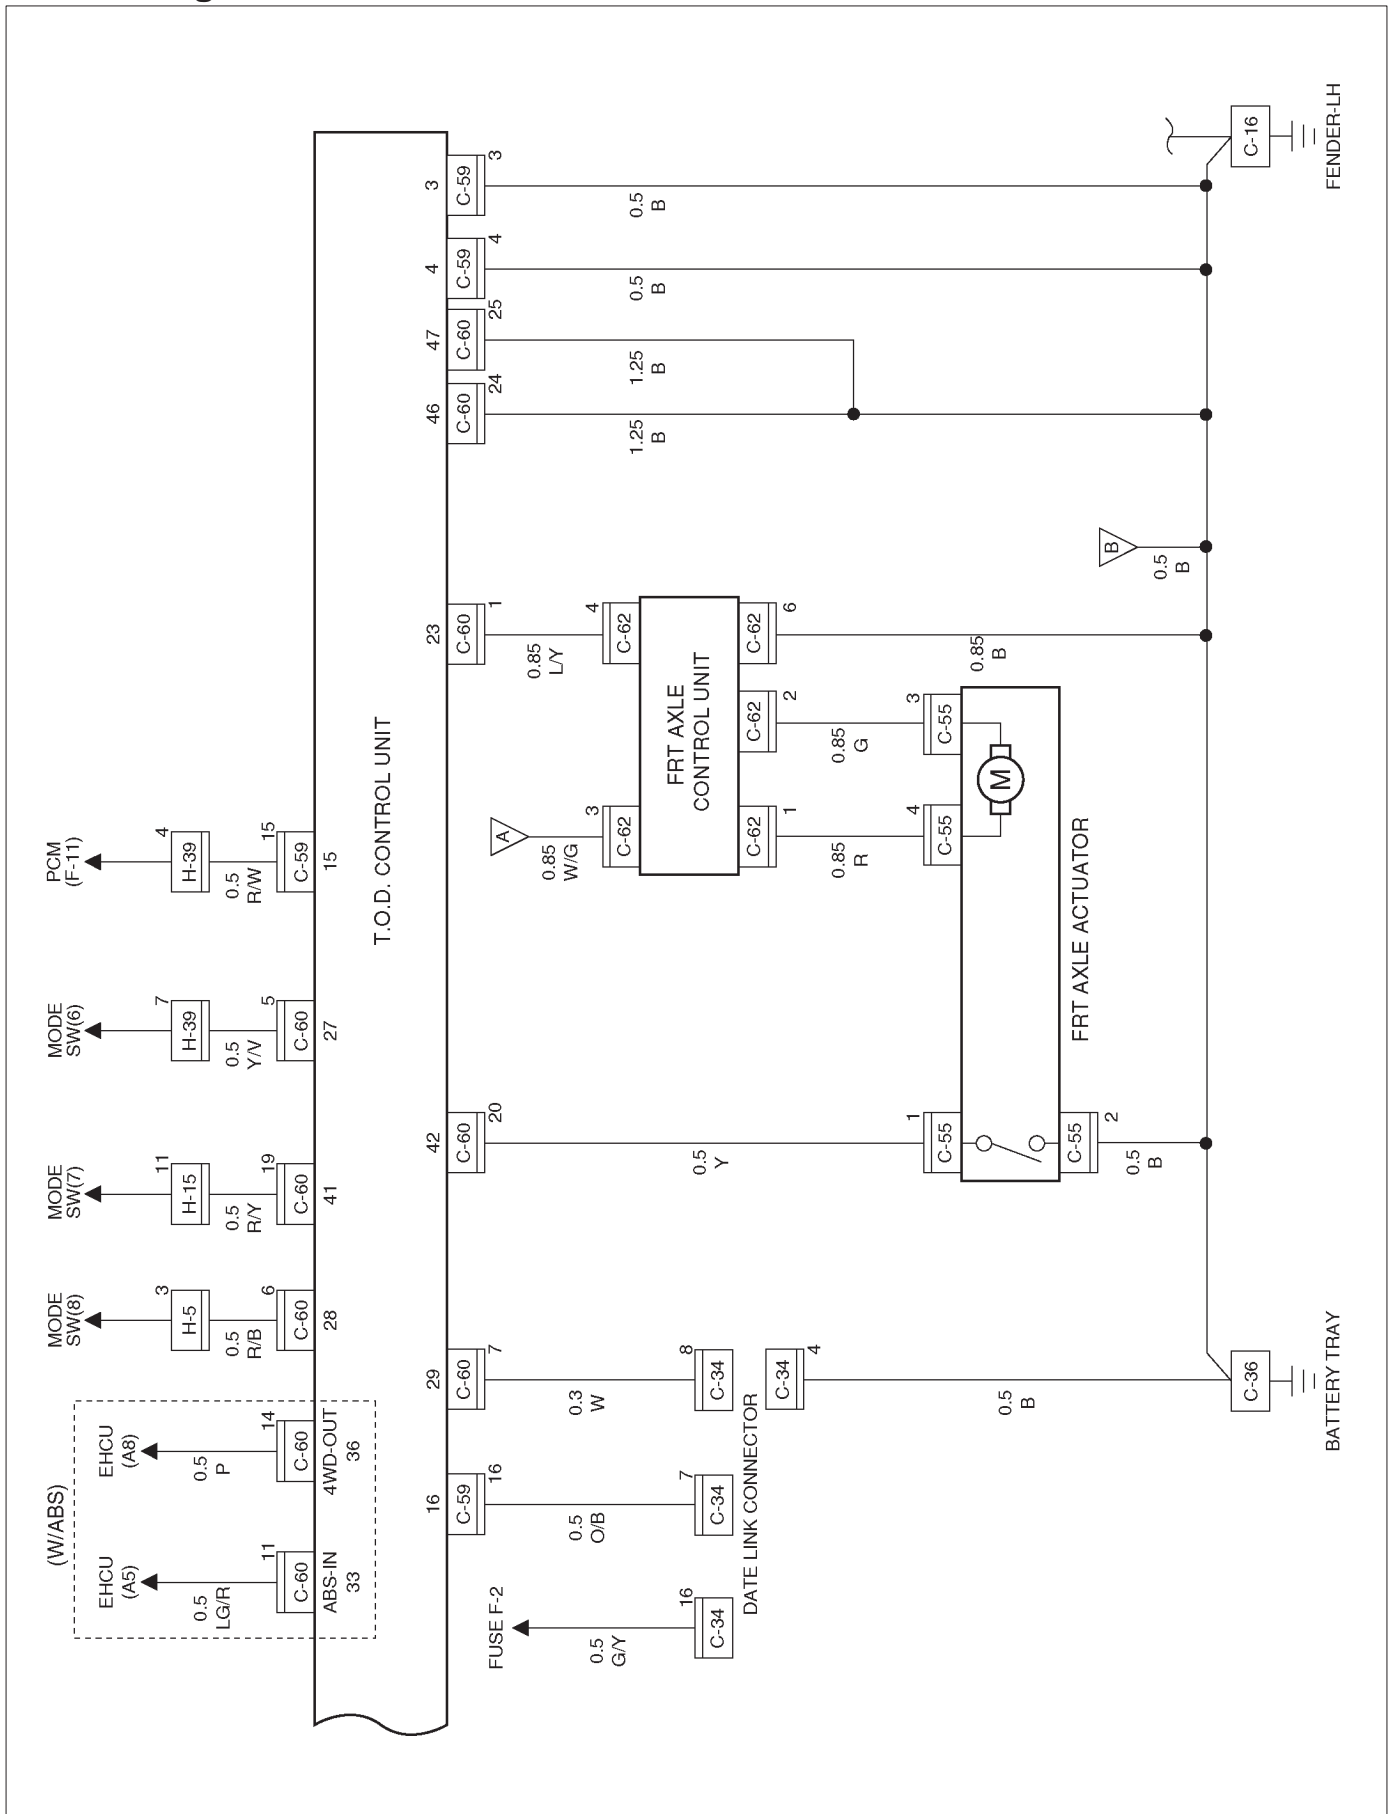 (W/ABS)
EHCU
(A5)
EHCU
(A8)
MODE
SW(8)
MODE
SW(7)
MODE
SW(6)
PCM
(F-11)
3
11
7
4
H-5
H-15
H-39
H-39
0.5
LG/R
0.5
P
0.5
R/B
0.5
R/Y
0.5
Y/V
0.5
R/W
11
14
6
19
5
15
C-60
C-60
C-60
C-60
C-60
C-59
ABS-IN
33
4WD-OUT
36
28
41
27
15
T.O.D. CONTROL UNIT
16
29
42
23
46
47
4
3
C-59
C-60
C-60
C-60
C-60
C-60
C-59
C-59
16
7
20
1
24
25
4
3
FUSE F-2
0.5
G/Y
0.5
O/B
0.3
W
0.5
Y
0.85
W/G
0.85
L/Y
1.25
B
1.25
B
0.5
B
0.5
B
A
3
4
C-62
C-62
FRT AXLE
CONTROL UNIT
C-62
C-62
C-62
1
2
6
16
7
8
C-34
C-34
C-34
C-34
4
DATE LINK CONNECTOR
0.85
R
0.85
G
0.85
B
1
4
3
C-55
C-55
C-55
M
C-55
2
FRT AXLE ACTUATOR
0.5
B
0.5
B
B
0.5
B
C-36
C-16
BATTERY TRAY
FENDER-LH